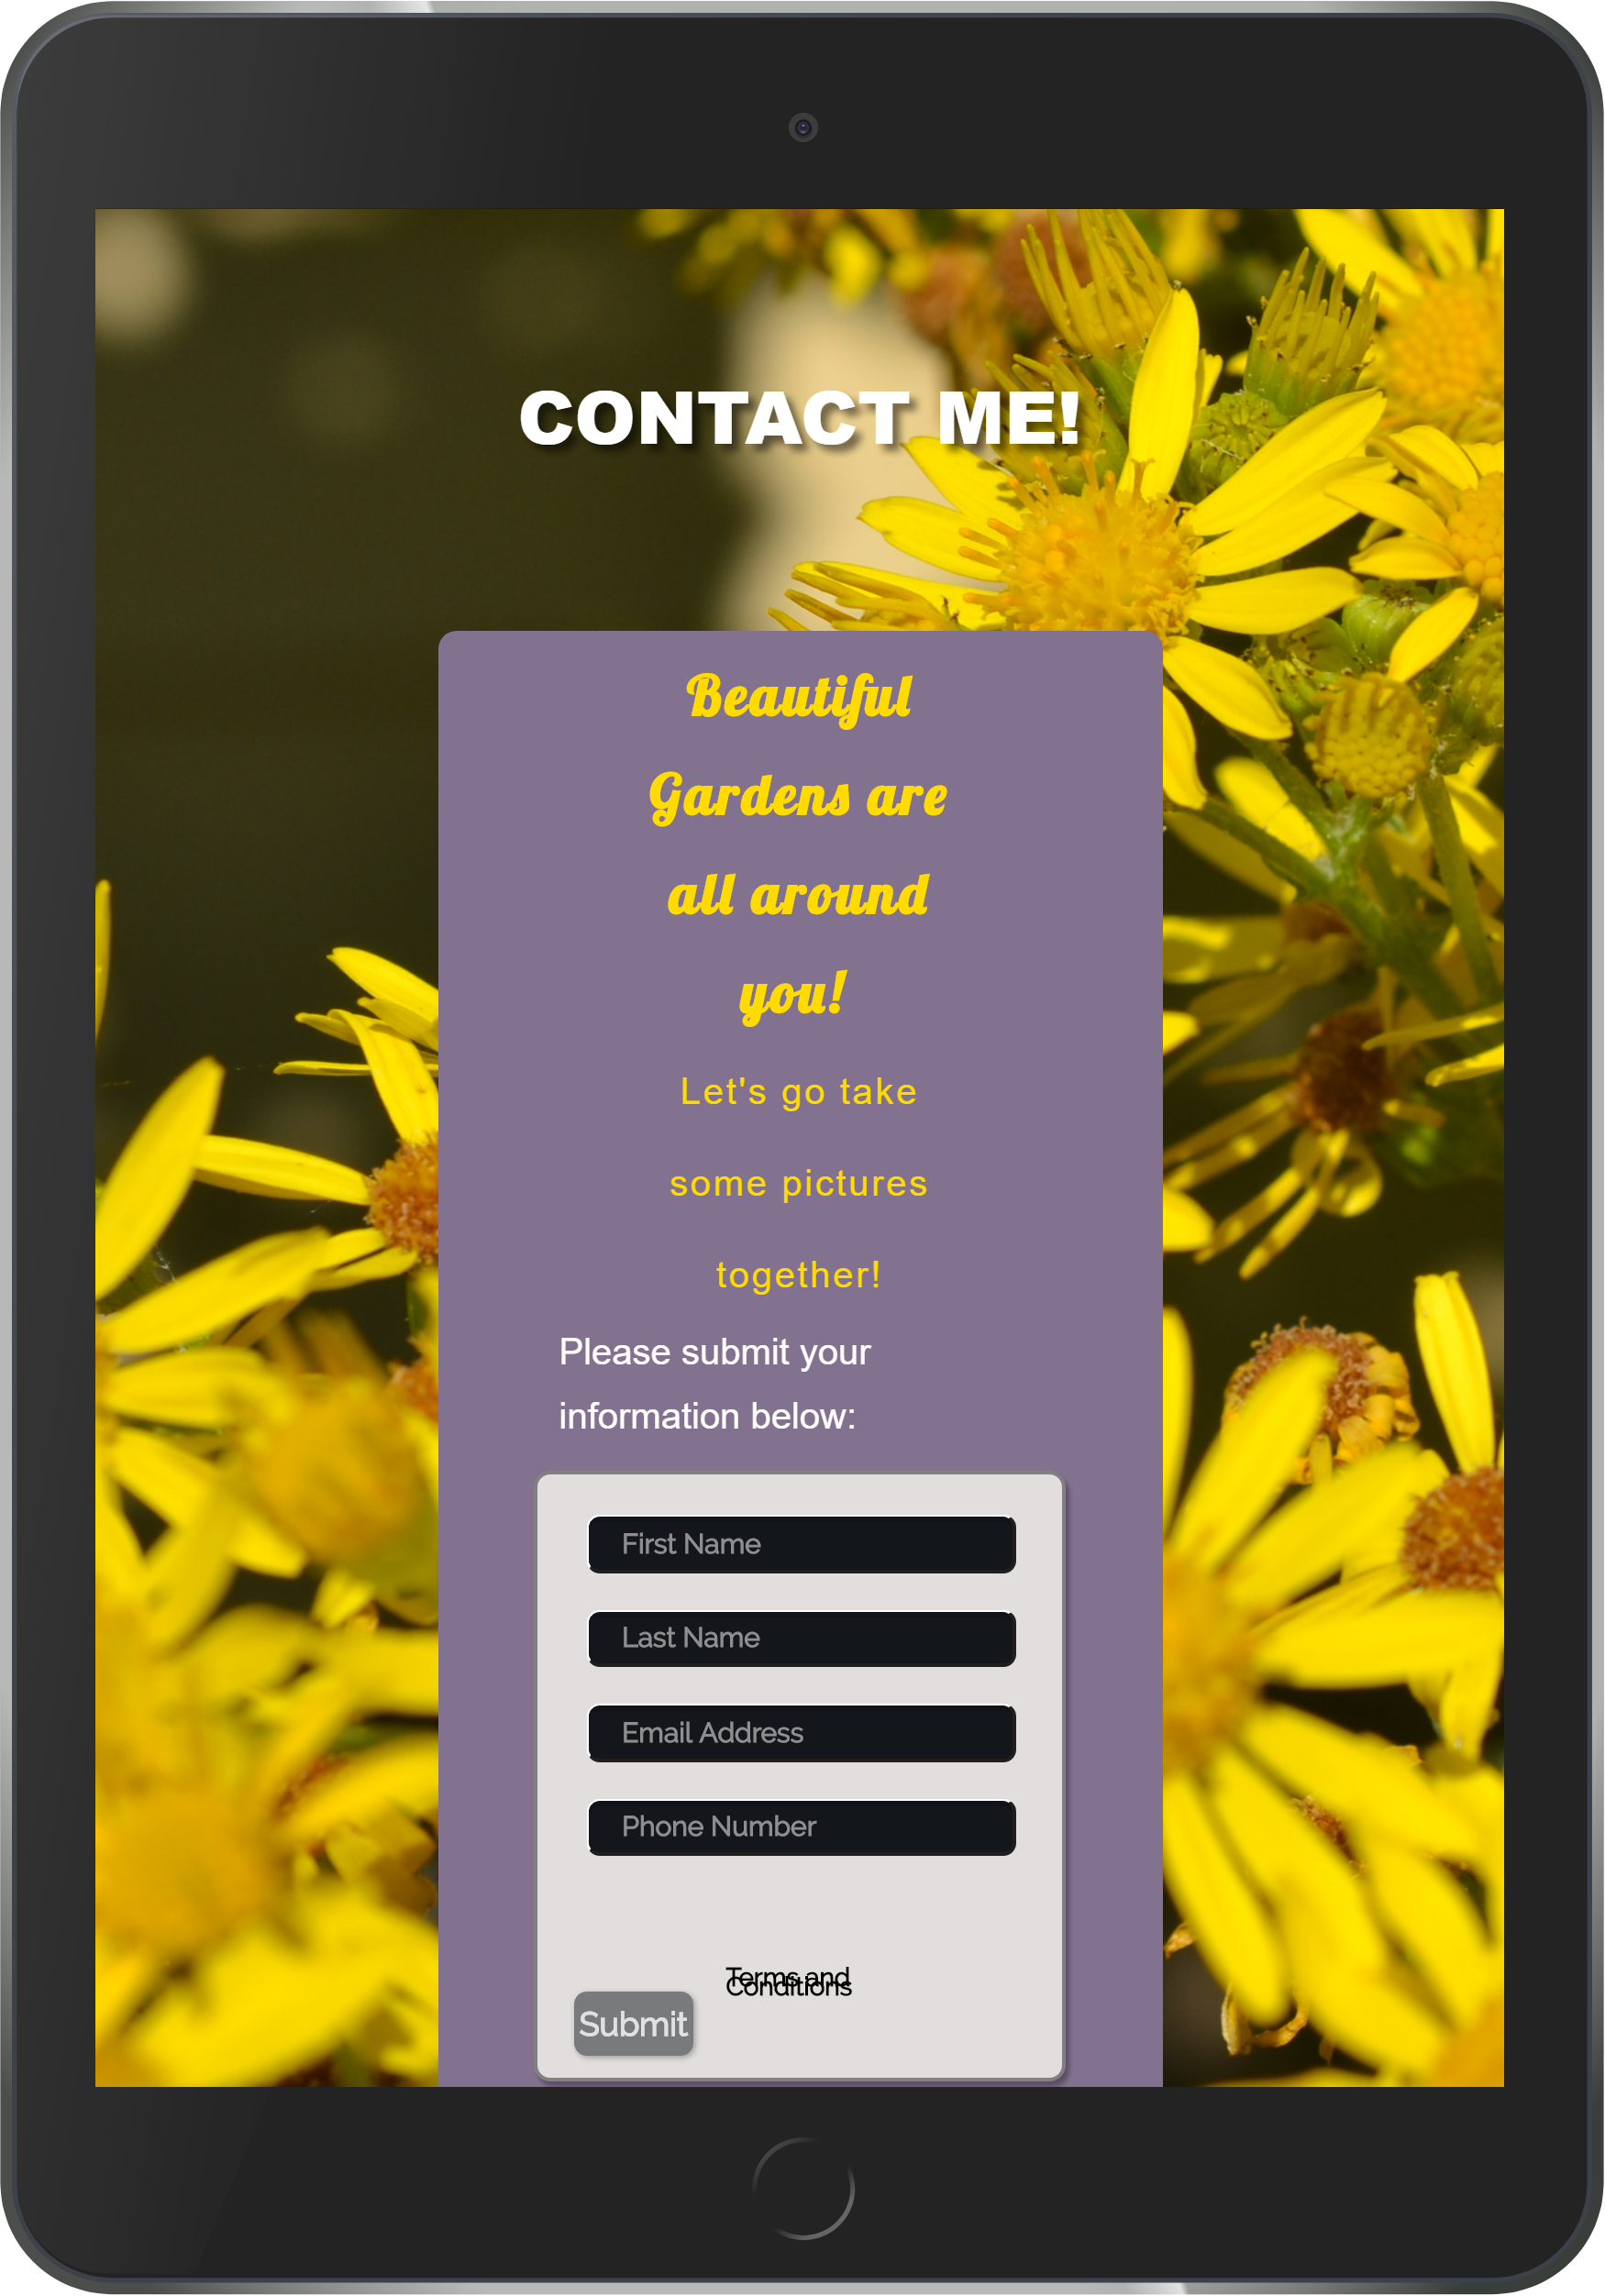 CONTACT ME!
Beautiful
Gardens are
all around
you!
Let's go take
some pictures
together!
Please submit your
information below:
First Name
Last Name
Email Address
Phone Number
Terms and
Conditions
Submit